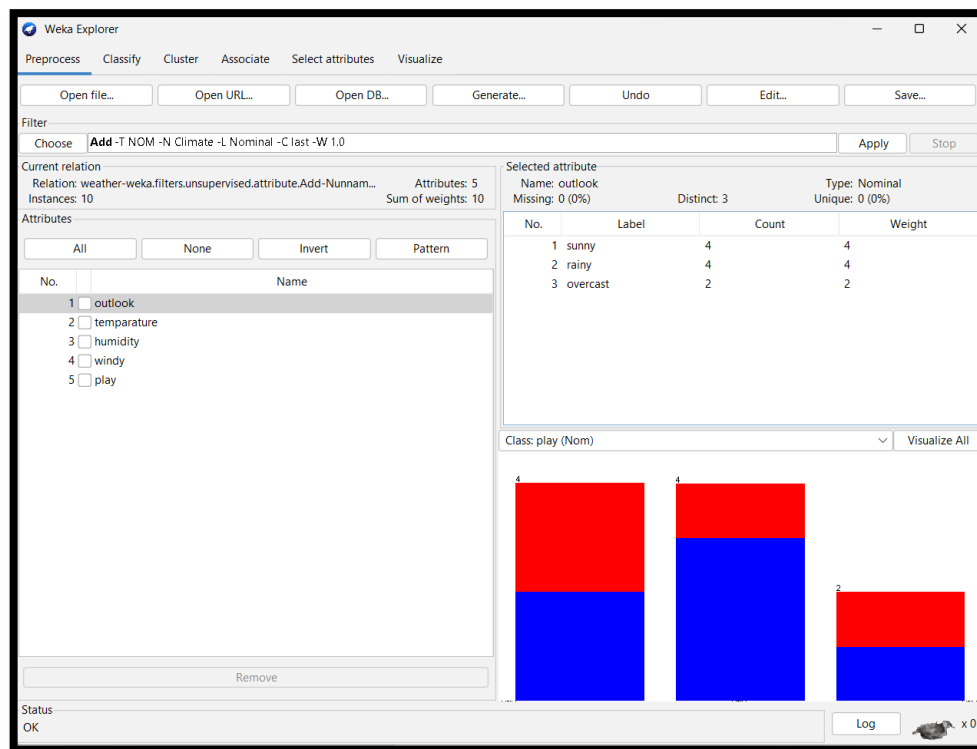 Weka Explorer
Preprocess Classify Cluster Associate Select attributes Visualize
Open file... Open URL... Open DB... Generate... Undo Edit... Save...
Filter
Choose Add -T NOM -N Climate -L Nominal -C last -W 1.0 Apply Stop
Current relation
Relation: weather-weka.filters.unsupervised.attribute.Add-Nunnam... Attributes: 5
Instances: 10 Sum of weights: 10
Attributes
All None Invert Pattern
No. Name
1 outlook
2 temparature
3 humidity
4 windy
5 play
Remove
Selected attribute
Name: outlook Type: Nominal
Missing: 0 (0%) Distinct: 3 Unique: 0 (0%)
No. Label Count Weight
1 sunny 4 4
2 rainy 4 4
3 overcast 2 2
Class: play (Nom) Visualize All
4 4 2
Status
OK Log x 0